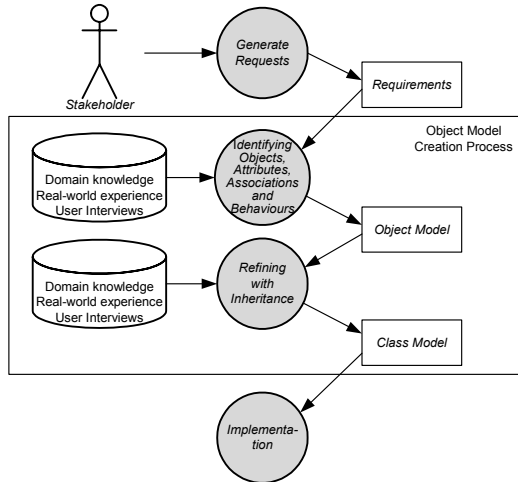 Generate
Requests
Stakeholder
Requirements
Object Model
Creation Process
Identifying
Objects,
Attributes,
Associations
and
Behaviours
Domain knowledge
Real-world experience
User Interviews
Object Model
Refining
with
Inheritance
Domain knowledge
Real-world experience
User Interviews
Class Model
Implementa-
tion